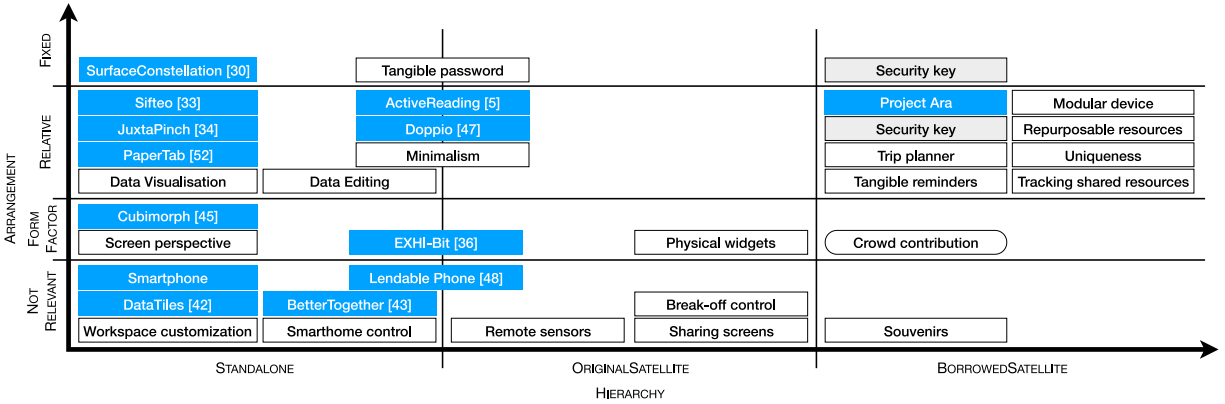 FIXED
SurfaceConstellation [30]
Tangible password
Security key
RELATIVE
Sifteo [33]
ActiveReading [5]
Project Ara
Modular device
JuxtaPinch [34]
Doppio [47]
Security key
Repurposable resources
PaperTab [52]
Minimalism
Trip planner
Uniqueness
Data Visualisation
Data Editing
Tangible reminders
Tracking shared resources
ARRANGEMENT
FORM
FACTOR
Cubimorph [45]
Screen perspective
EXHI-Bit [36]
Physical widgets
Crowd contribution
NOT
RELEVANT
Smartphone
Lendable Phone [48]
DataTiles [42]
BetterTogether [43]
Break-off control
Workspace customization
Smarthome control
Remote sensors
Sharing screens
Souvenirs
STANDALONE
ORIGINALSATELLITE
BORROWEDSATELLITE
HIERARCHY